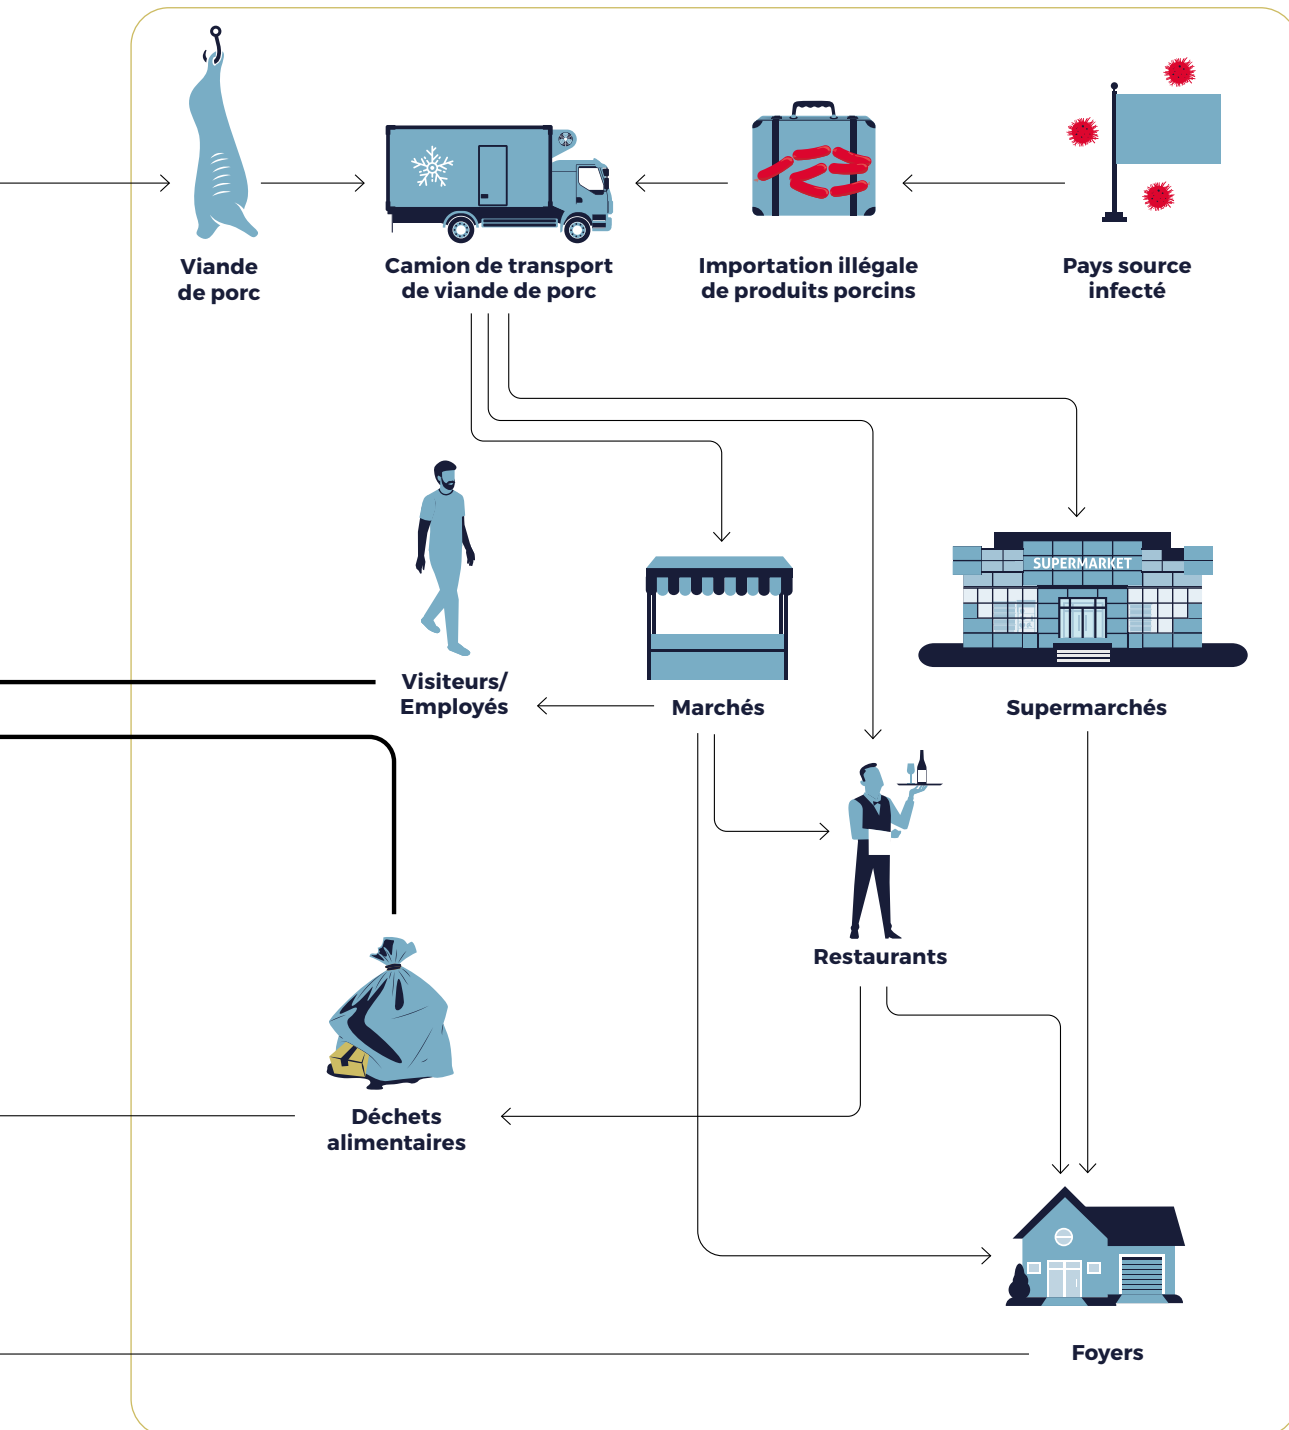 Viande
de porc
Camion de transport
de viande de porc
Importation illégale
de produits porcins
Pays source
infecté
SUPERMARKET
Visiteurs/
Employés
Marchés
Supermarchés
Restaurants
Déchets
alimentaires
Foyers